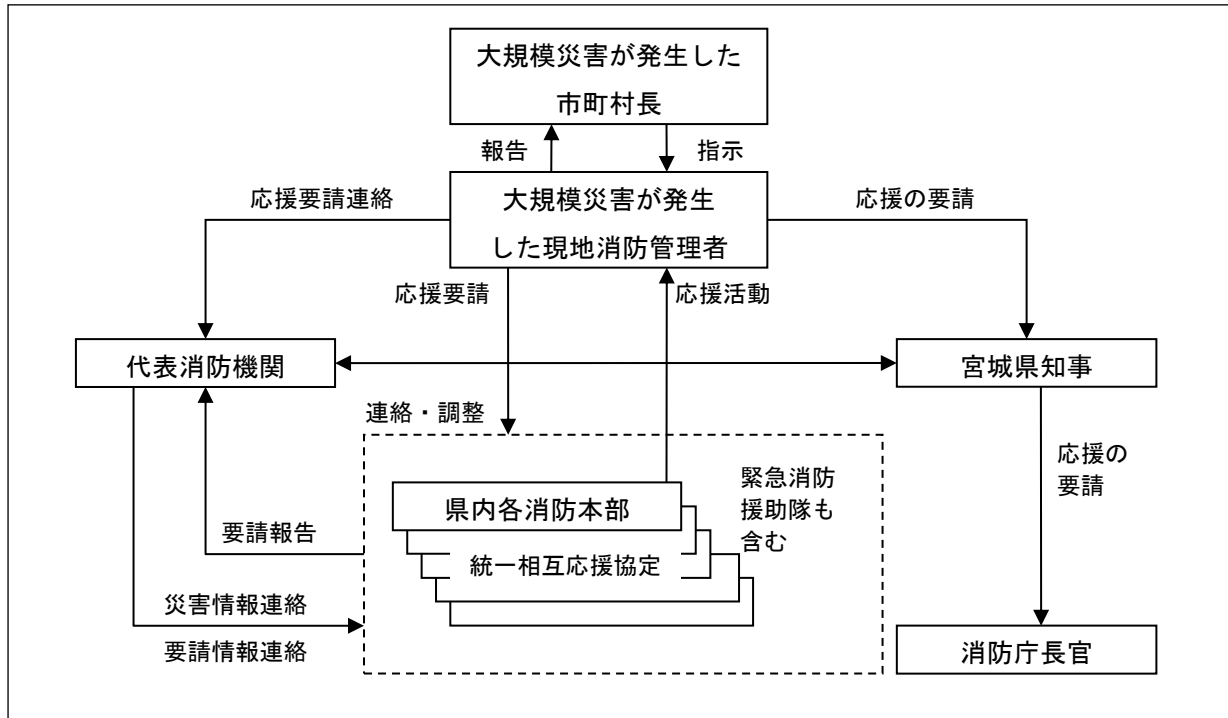 大規模災害が発生した
市町村長
報告
指示
応援要請連絡
大規模災害が発生
した現地消防管理者
応援の要請
応援要請
応援活動
代表消防機関
宮城県知事
連絡・調整
応援の
要請
緊急消防
援助隊も
含む
県内各消防本部
統一相互応援協定
要請報告
災害情報連絡
要請情報連絡
消防庁長官